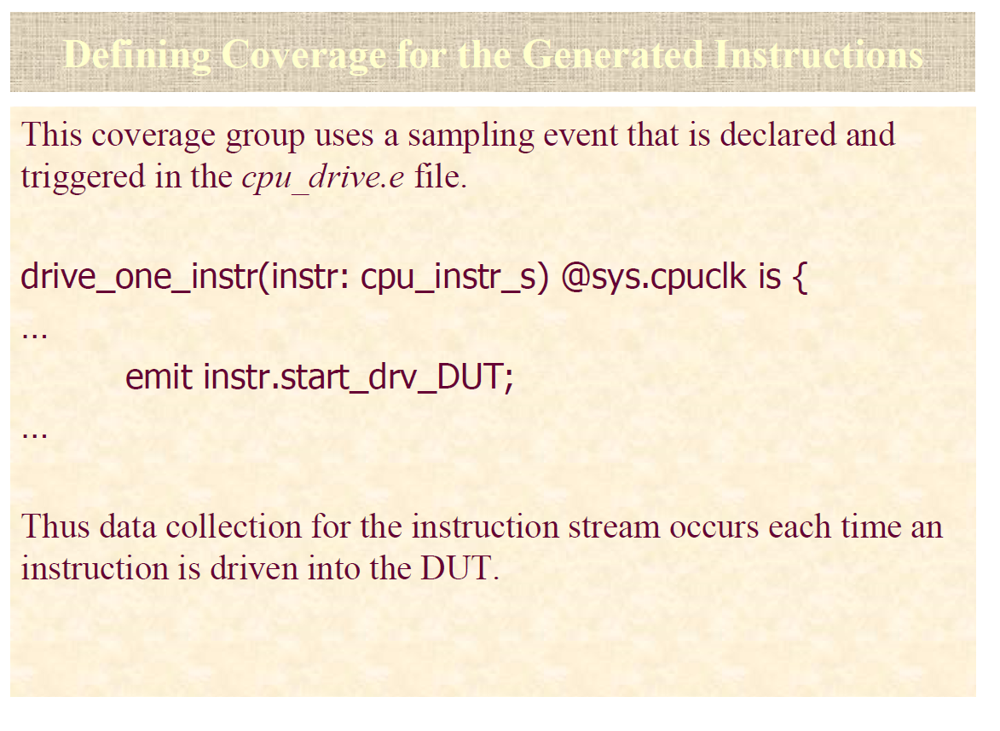 Defining Coverage for the Generated Instructions
This coverage group uses a sampling event that is declared and
triggered in the cpu_drive.e file.
drive_one_instr(instr: cpu_instr_s) @sys.cpuclk is {
…
emit instr.start_drv_DUT;
…
Thus data collection for the instruction stream occurs each time an
instruction is driven into the DUT.